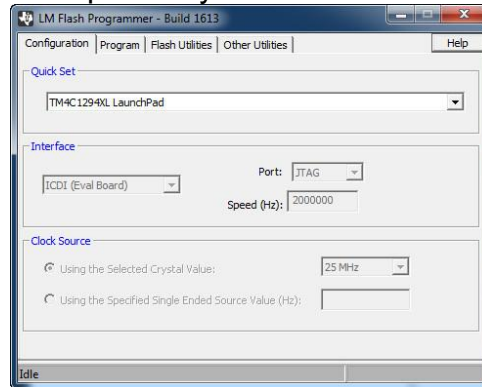 LM Flash Programmer - Build 1613
Configuration Program Flash Utilities Other Utilities Help
Quick Set
TM4C1294XL LaunchPad
Interface
Port: JTAG
ICDI (Eval Board)
Speed (Hz): 2000000
Clock Source
Using the Selected Crystal Value: 25 MHz
Using the Specified Single Ended Source Value (Hz):
Idle